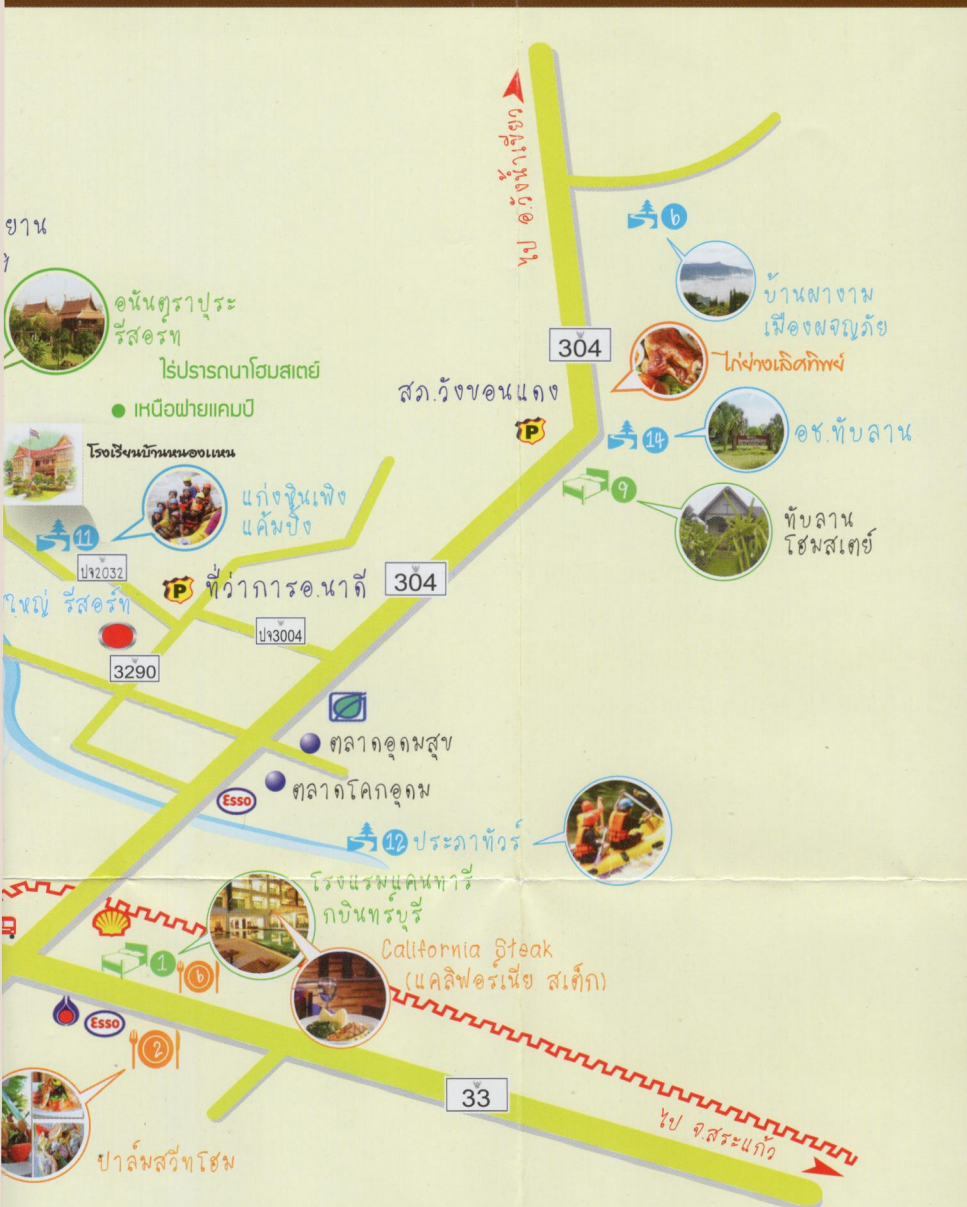 ไป อ.วังน้ำเขียว
6
บ้านผางาม
เมืองผจญภัย
304
ไก่ย่างเลิศทิพย์
ยาน
อนันตราปุระ
รีสอร์ท
ไร่ปรารถนาโฮมสเตย์
เหนือฝายแคมป์
สภ.วังขอนแดง
P
14
อช.ทับลาน
9
ทับลาน
โฮมสเตย์
โรงเรียนบ้านหนองแหน
แก่งหินเพิง
แค้มปิ้ง
11
ปจ2032
P
ที่ว่าการอ.นาดี
304
ใหญ่ รีสอร์ท
ปจ3004
3290
ตลาดอุดมสุข
Esso
ตลาดโคกอุดม
12
ประภาทัวร์
โรงแรมแคนทารี
กบินทร์บุรี
1
6
California Steak
(แคลิฟอร์เนีย สเต็ก)
Esso
2
33
ไป จ.สระแก้ว
ปาล์มสวีทโฮม